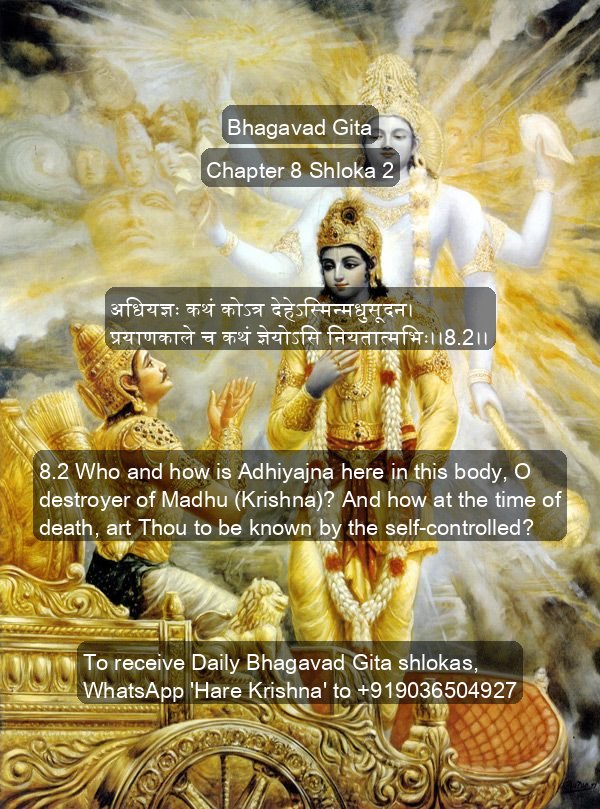 Bhagavad Gita
Chapter 8 Shloka 2
अधियज्ञः कथं कोऽत्र देहेऽस्मिन्मधुसूदन।
प्रयाणकाले च कथं ज्ञेयोऽसि नियतात्मभिः।।8.2।।
8.2 Who and how is Adhiyajna here in this body, O
destroyer of Madhu (Krishna)? And how at the time of
death, art Thou to be known by the self-controlled?
To receive Daily Bhagavad Gita shlokas,
WhatsApp 'Hare Krishna' to +919036504927